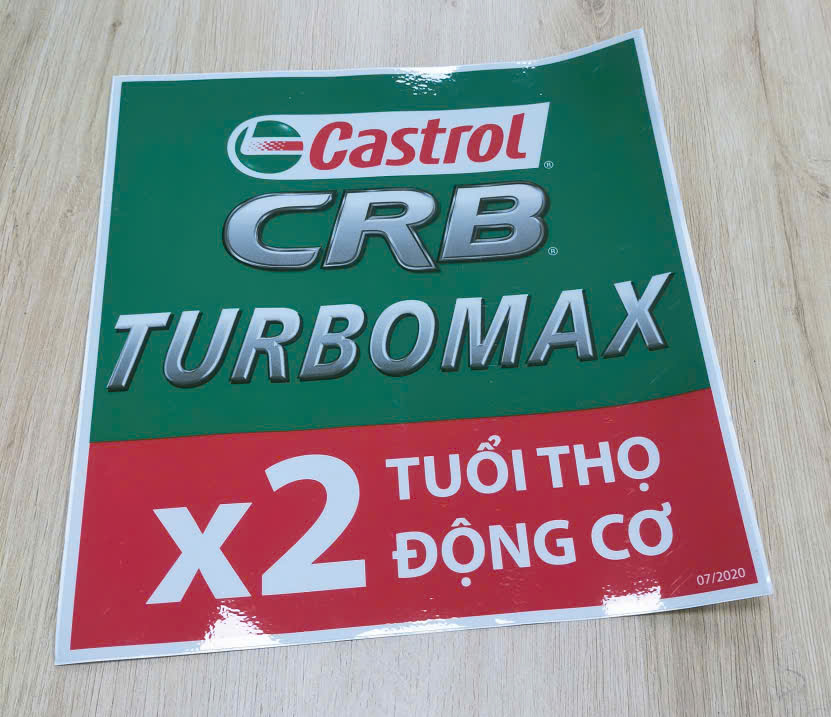 Castrol®
CRB®
TURBOMAX
x2 TUỔI THỌ
ĐỘNG CƠ
07/2020